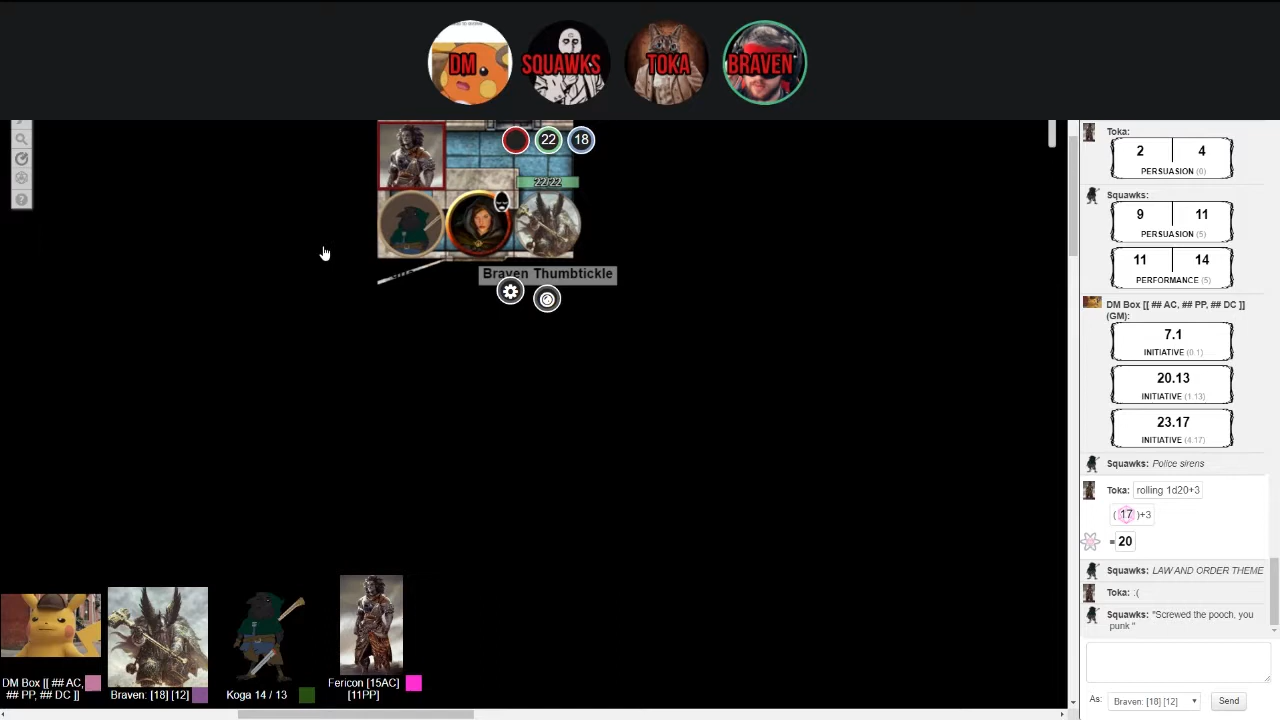 DM
SQUAWKS
TOKA
BRAVEN
22
18
22/22
Braven Thumbtickle
Toka:
2
4
PERSUASION (0)
Squawks:
9
11
PERSUASION (5)
11
14
PERFORMANCE (5)
DM Box [[ ## AC, ## PP, ## DC ]]
(GM):
7.1
INITIATIVE (0.1)
20.13
INITIATIVE (1.13)
23.17
INITIATIVE (4.17)
Squawks: Police sirens
Toka: rolling 1d20+3
( 17 )+3
= 20
Squawks: LAW AND ORDER THEME
Toka: :(
Squawks: "Screwed the pooch, you
punk "
DM Box [[ ## AC,
## PP, ## DC ]]
Braven: [18] [12]
Koga 14 / 13
Fericon [15AC]
[11PP]
As:
Braven: [18] [12]
Send